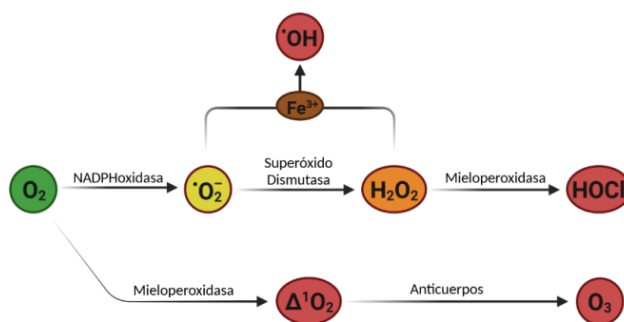 •OH
Fe³⁺
O₂
NADPHoxidasa
•O₂⁻
Superóxido
Dismutasa
H₂O₂
Mieloperoxidasa
HOCl
Mieloperoxidasa
Δ¹O₂
Anticuerpos
O₃